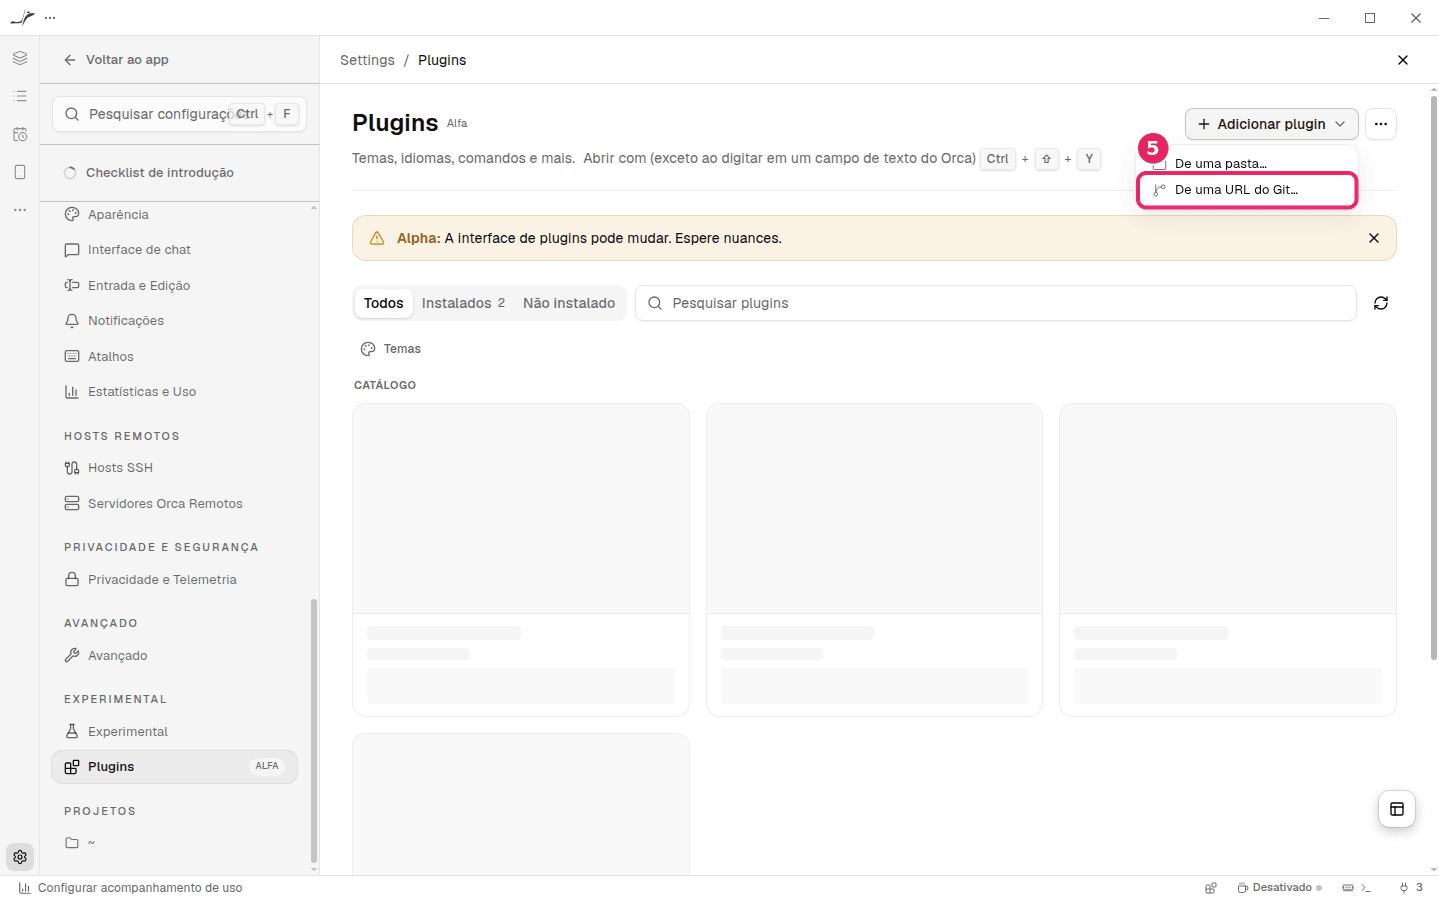 Voltar ao app
Settings / Plugins
Pesquisar configuraç Ctrl + F
Checklist de introdução
Aparência
Interface de chat
Entrada e Edição
Notificações
Atalhos
Estatísticas e Uso
HOSTS REMOTOS
Hosts SSH
Servidores Orca Remotos
PRIVACIDADE E SEGURANÇA
Privacidade e Telemetria
AVANÇADO
Avançado
EXPERIMENTAL
Experimental
Plugins ALFA
PROJETOS
~
Plugins Alfa
Adicionar plugin
Temas, idiomas, comandos e mais. Abrir com (exceto ao digitar em um campo de texto do Orca) Ctrl + ⇧ + Y
5
De uma pasta...
De uma URL do Git...
Alpha: A interface de plugins pode mudar. Espere nuances.
Todos Instalados 2 Não instalado
Pesquisar plugins
Temas
CATÁLOGO
Configurar acompanhamento de uso
Desativado
3